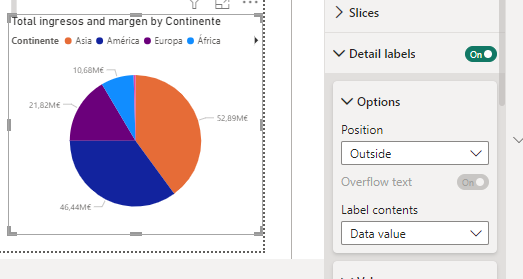 Total ingresos and margen by Continente
Continente Asia América Europa África
10,68M€
21,82M€
52,89M€
46,44M€
Slices
Detail labels On
Options
Position
Outside
Overflow text On
Label contents
Data value